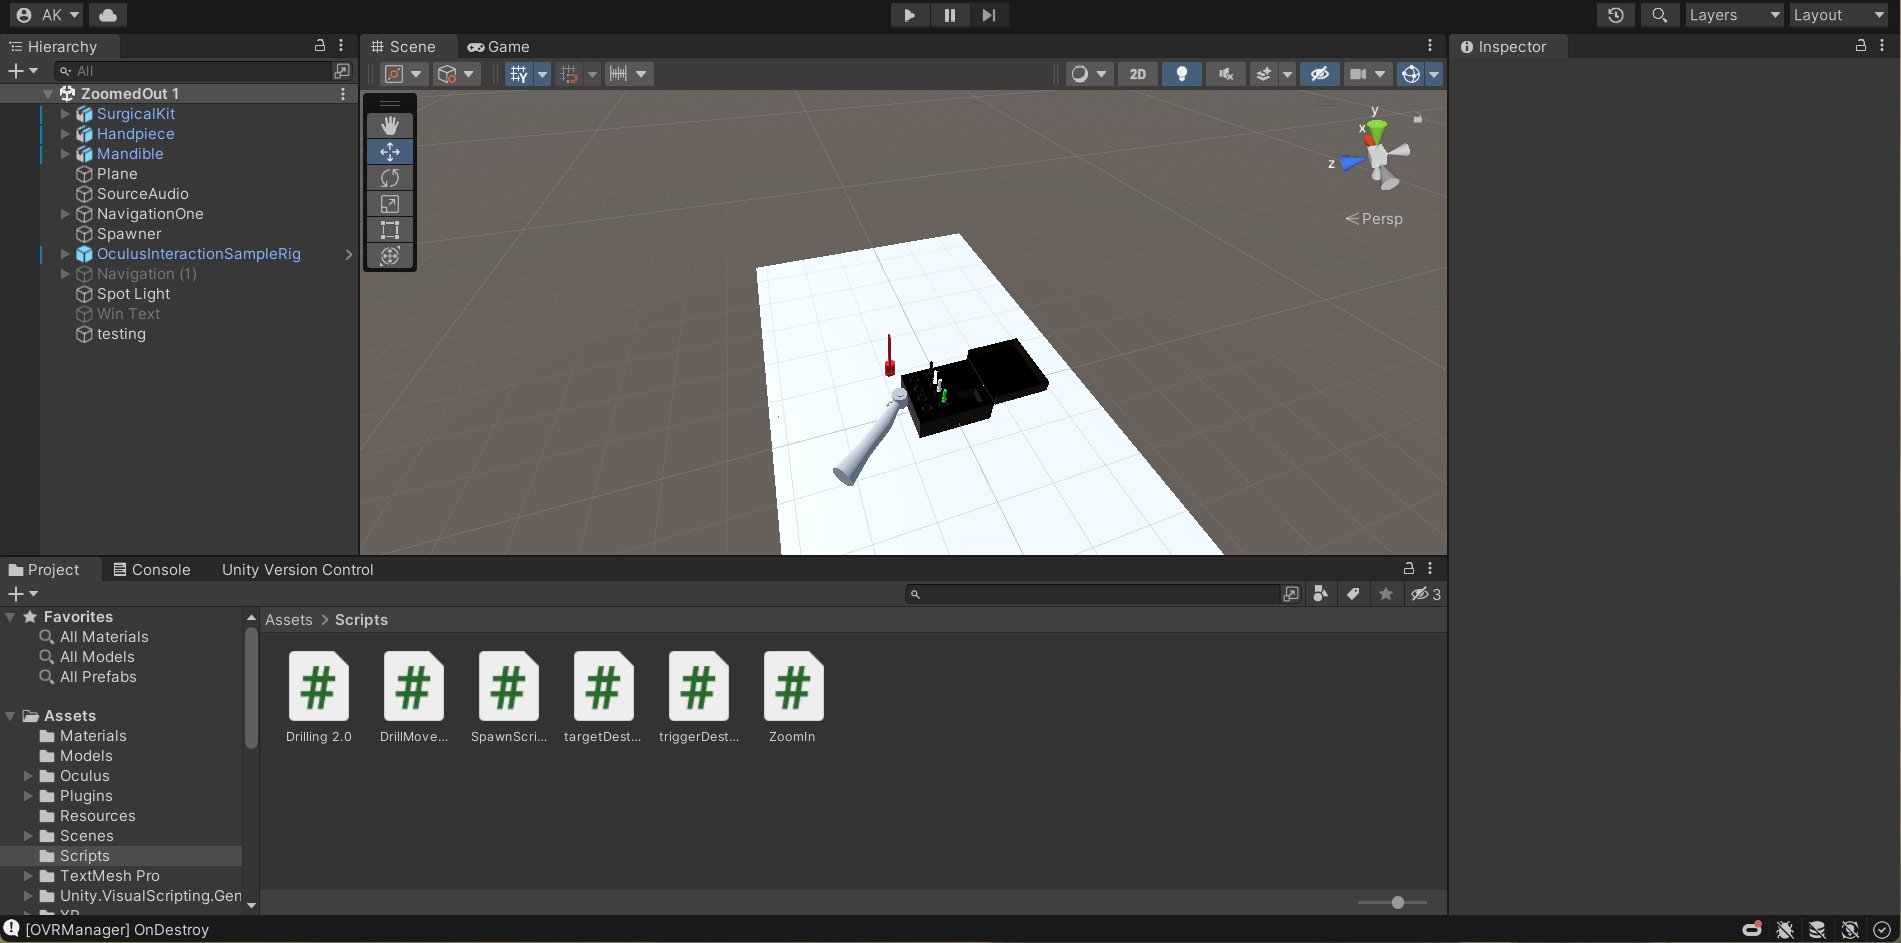 AK
Layers
Layout
Hierarchy
All
ZoomedOut 1
SurgicalKit
Handpiece
Mandible
Plane
SourceAudio
NavigationOne
Spawner
OculusInteractionSampleRig
Navigation (1)
Spot Light
Win Text
testing
Scene
Game
2D
y
x
z
Persp
Inspector
Project
Console
Unity Version Control
3
Favorites
All Materials
All Models
All Prefabs
Assets
Materials
Models
Oculus
Plugins
Resources
Scenes
Scripts
TextMesh Pro
Unity.VisualScripting.Gen
Assets > Scripts
Drilling 2.0
DrillMove...
SpawnScri...
targetDest...
triggerDest...
ZoomIn
[OVRManager] OnDestroy